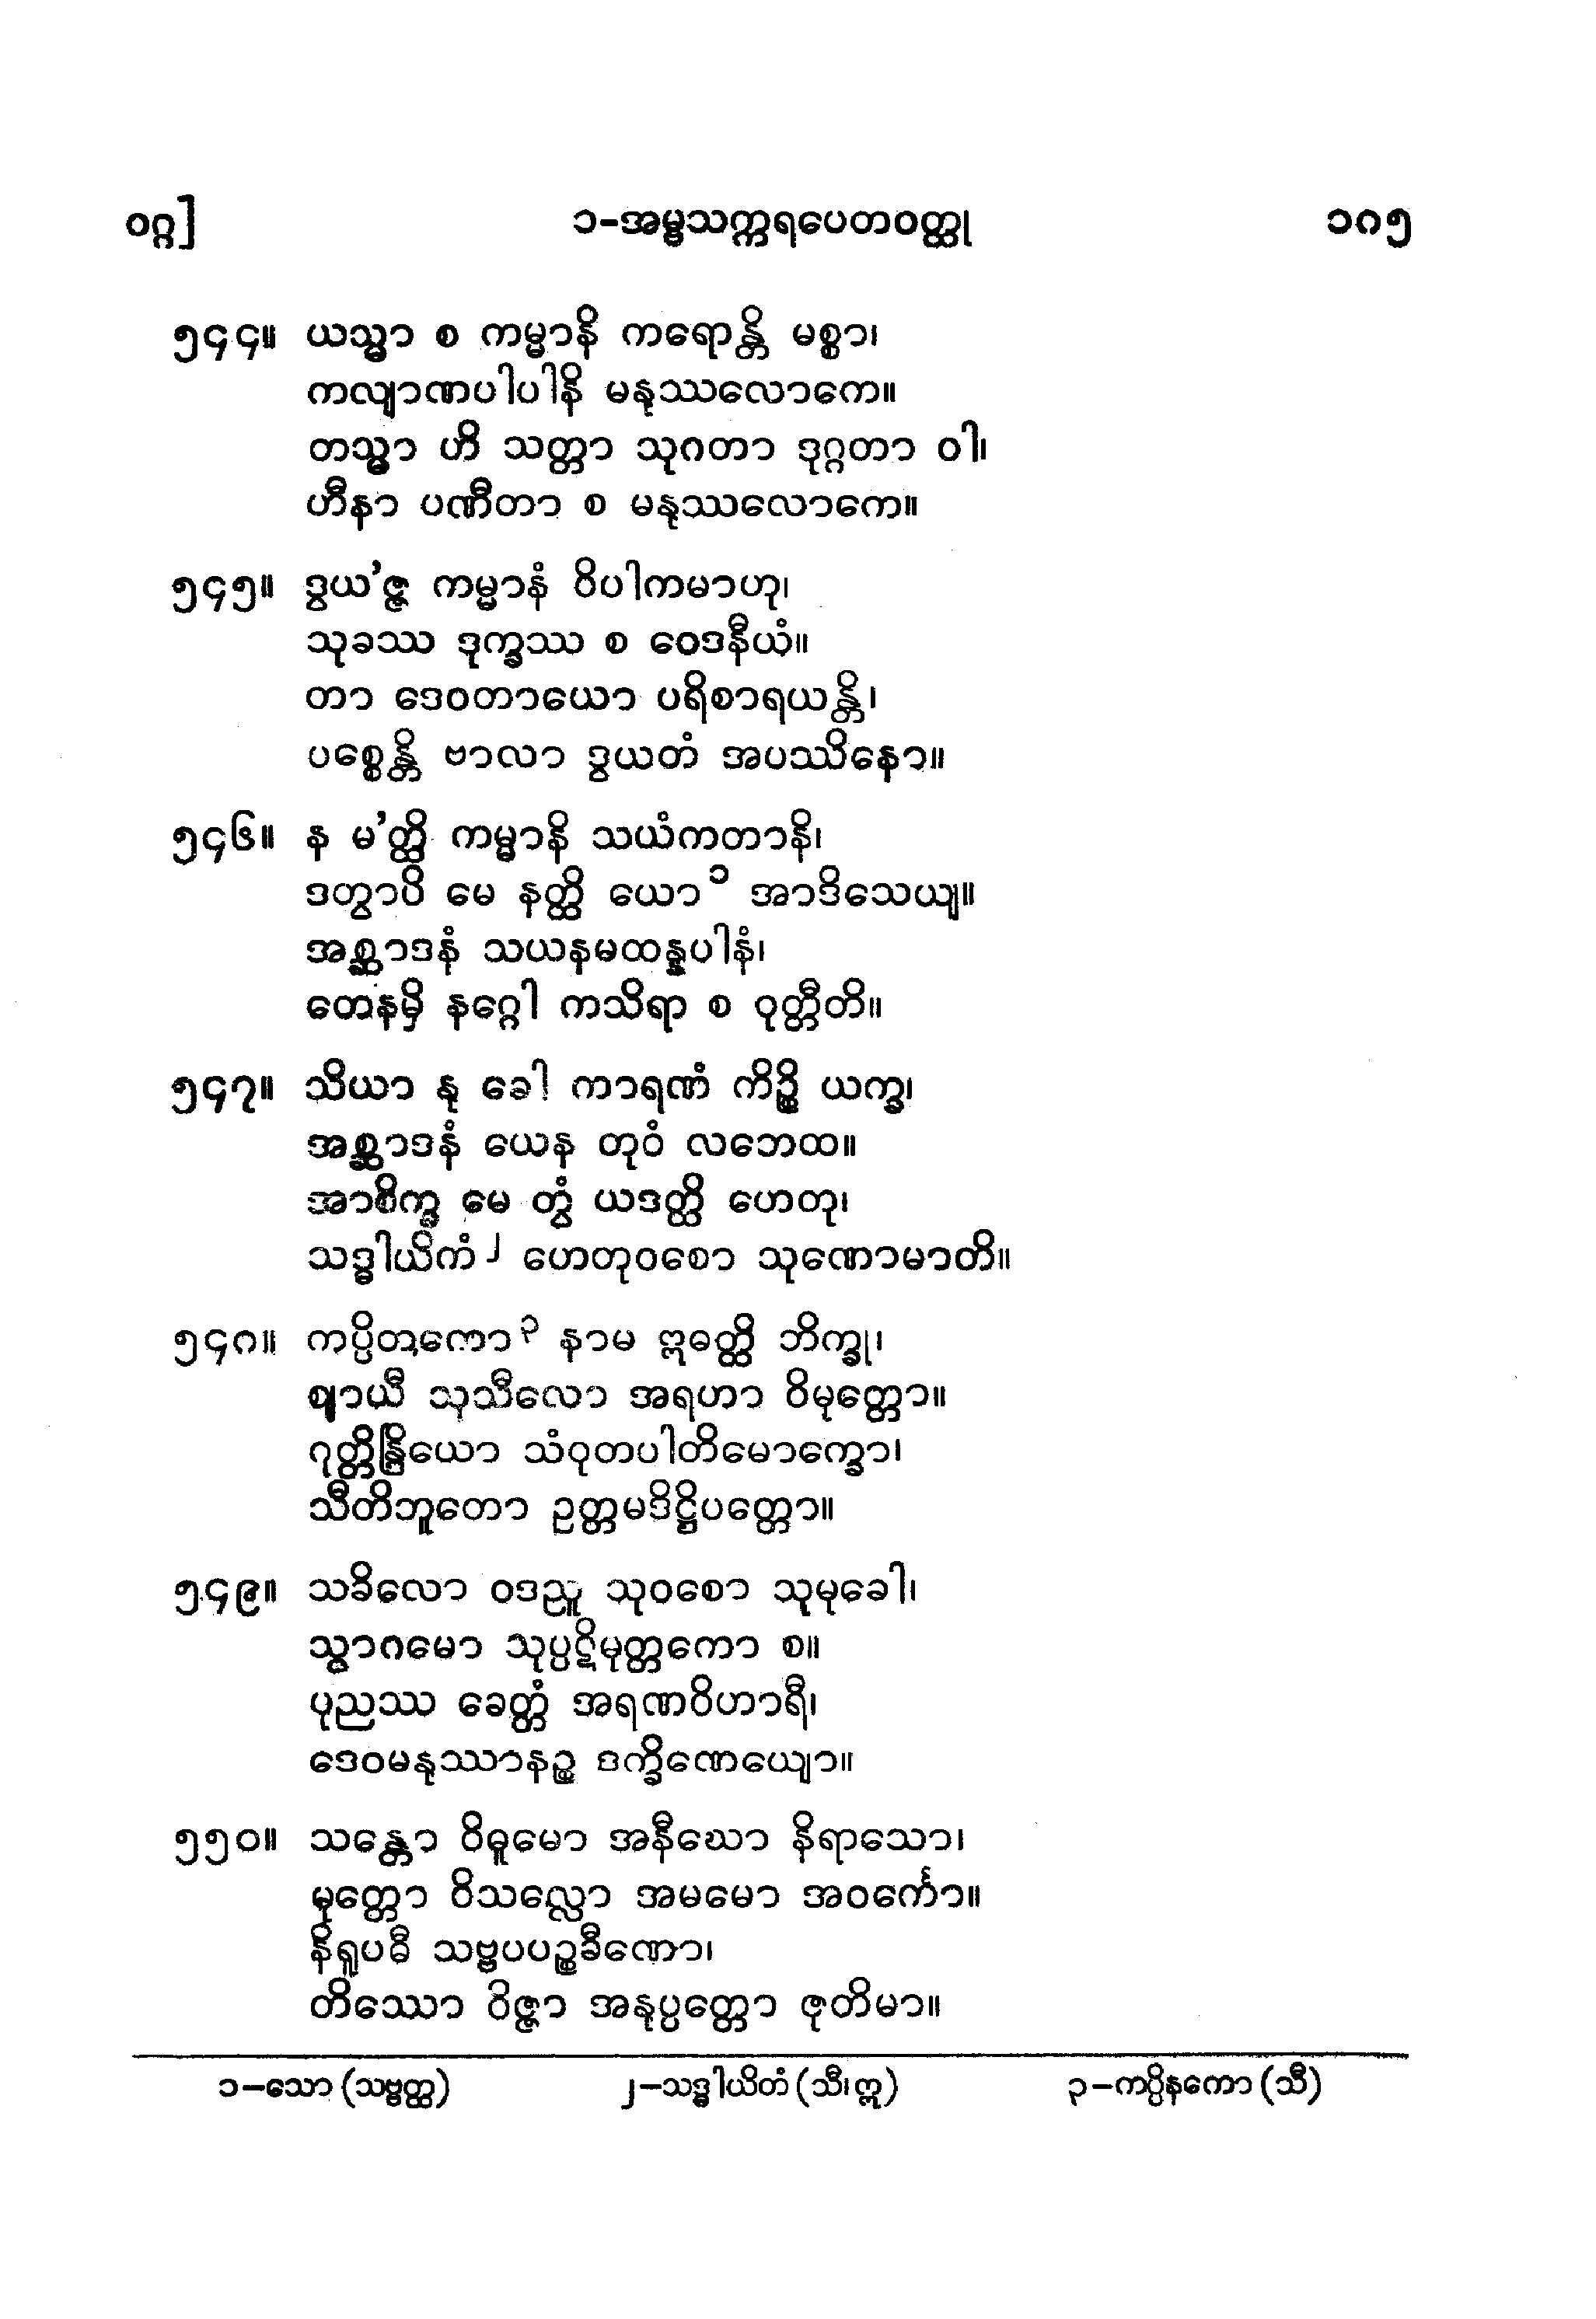 ဝဂ္ဂ] ၁-အမ္ဗသက္ကရပေတဝတ္ထု ၁ဂ၅
၅၄၄။ ယသ္မာ စ ကမ္မာနိ ကရောန္တိ မစ္စာ၊
ကလျာဏပါပါနိ မနုဿလောကေ။
တသ္မာ ဟိ သတ္တာ သုဂတာ ဒုဂ္ဂတာ ဝါ၊
ဟီနာ ပဏီတာ စ မနုဿလောကေ။
၅၄၅။ ဒွယ’ဇ္ဇ ကမ္မာနံ ဝိပါကမာဟု၊
သုခဿ ဒုက္ခဿ စ ဝေဒနီယံ။
တာ ဒေဝတာယော ပရိစာရယန္တိ၊
ပစ္စေန္တိ ဗာလာ ဒွယတံ အပဿိနော။
၅၄၆။ န မ’တ္ထိ ကမ္မာနိ သယံကတာနိ၊
ဒတွာပိ မေ နတ္ထိ ယော ၁ အာဒိသေယျ။
အစ္ဆာဒနံ သယနမထန္နပါနံ၊
တေနမှိ နဂ္ဂေါ ကသိရာ စ ဝုတ္တီတိ။
၅၄၇။ သိယာ နု ခေါ ကာရဏံ ကိဉ္စိ ယက္ခ၊
အစ္ဆာဒနံ ယေန တုဝံ လဘေထ။
အာစိက္ခ မေ တွံ ယဒတ္ထိ ဟေတု၊
သဒ္ဓါယိကံ ၂ ဟေတုဝစော သုဏောမာတိ။
၅၄ဂ။ ကပ္ပိတကော ၃ နာမ ဣဓတ္ထိ ဘိက္ခု၊
ဈာယီ သုသီလော အရဟာ ဝိမုတ္တော။
ဂုတ္တိန္ဒြိယော သံဝုတပါတိမောက္ခော၊
သီတိဘူတော ဥတ္တမဒိဋ္ဌိပတ္တော။
၅၄၉။ သခိလော ဝဒညူ သုဝစော သုမုခေါ၊
သွာဂမော သုပ္ပဋိမုတ္တကော စ။
ပုညဿ ခေတ္တံ အရဏဝိဟာရီ၊
ဒေဝမနုဿာနဉ္စ ဒက္ခိဏေယျော။
၅၅၀။ သန္တော ဝိဓူမော အနီဃော နိရာသော၊
မုတ္တော ဝိသလ္လော အမမော အဝင်္ကော။
နိရူပဓီ သဗ္ဗပပဉ္စခီဏော၊
တိဿော ဝိဇ္ဇာ အနုပ္ပတ္တော ဇုတိမာ။
၁–သော (သဗ္ဗတ္ထ) ၂–သဒ္ဓါယိတံ (သီ၊ ဣ) ၃–ကပ္ပိနကော (သီ)